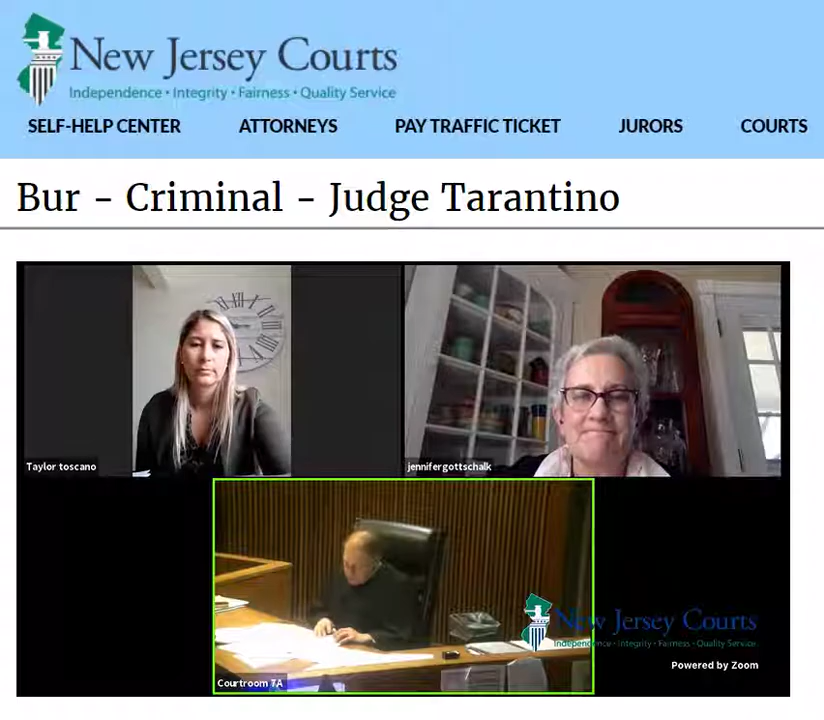 New Jersey Courts
Independence • Integrity • Fairness • Quality Service
SELF-HELP CENTER ATTORNEYS PAY TRAFFIC TICKET JURORS COURTS
Bur - Criminal - Judge Tarantino
Taylor toscano
jennifergottschalk
New Jersey Courts
Independence • Integrity • Fairness • Quality Service
Powered by Zoom
Courtroom 7A